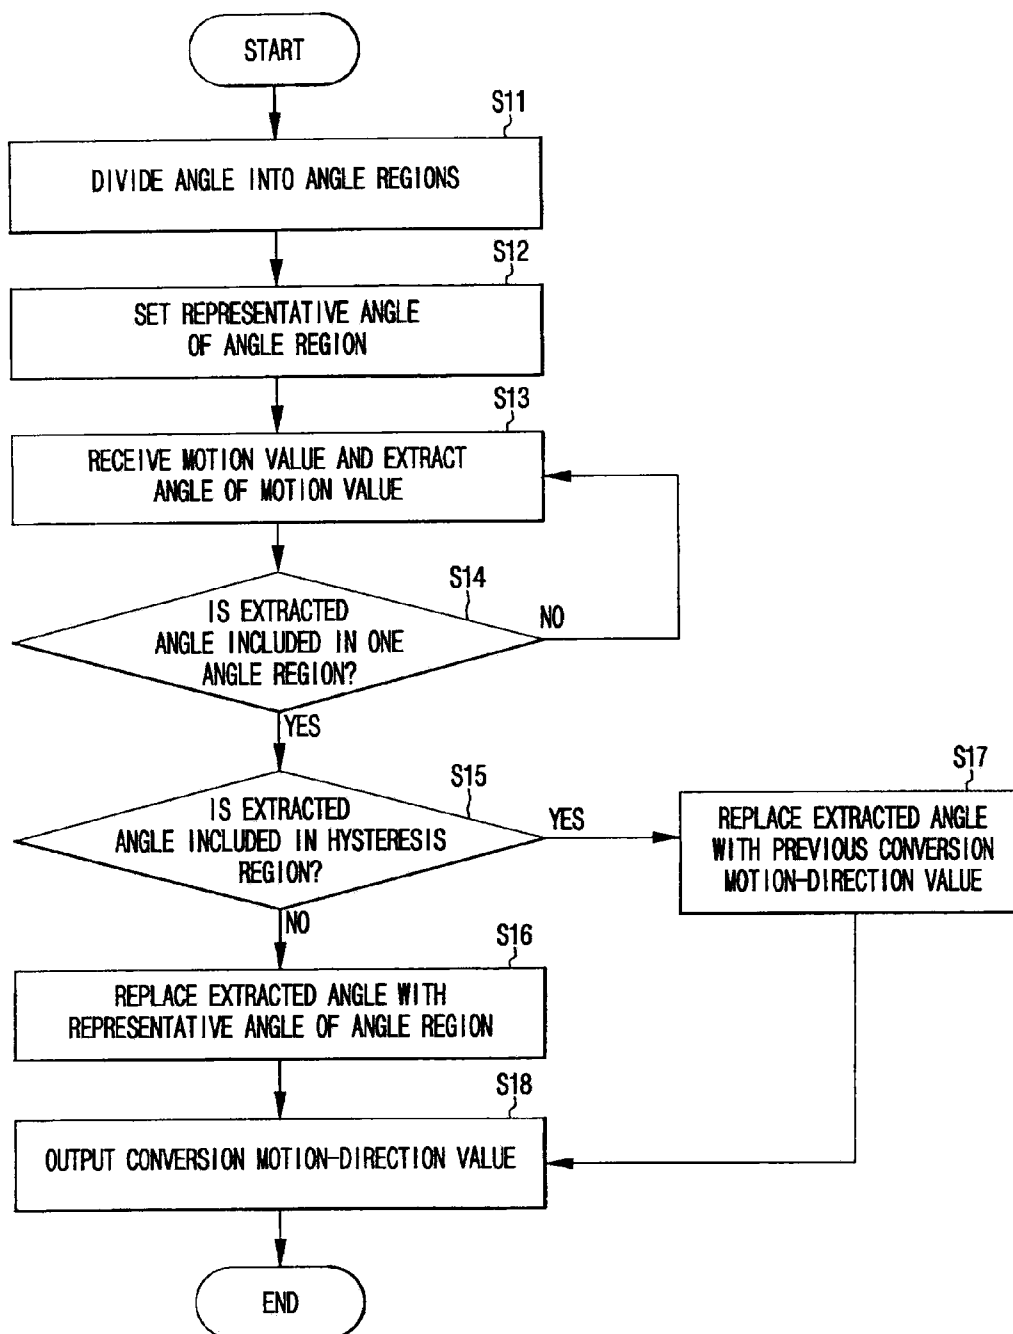 START
S11
DIVIDE ANGLE INTO ANGLE REGIONS
S12
SET REPRESENTATIVE ANGLE
OF ANGLE REGION
S13
RECEIVE MOTION VALUE AND EXTRACT
ANGLE OF MOTION VALUE
S14
IS EXTRACTED
ANGLE INCLUDED IN ONE
ANGLE REGION?
NO
YES
S15
IS EXTRACTED
ANGLE INCLUDED IN HYSTERESIS
REGION?
YES
NO
S17
REPLACE EXTRACTED ANGLE
WITH PREVIOUS CONVERSION
MOTION-DIRECTION VALUE
S16
REPLACE EXTRACTED ANGLE WITH
REPRESENTATIVE ANGLE OF ANGLE REGION
S18
OUTPUT CONVERSION MOTION-DIRECTION VALUE
END